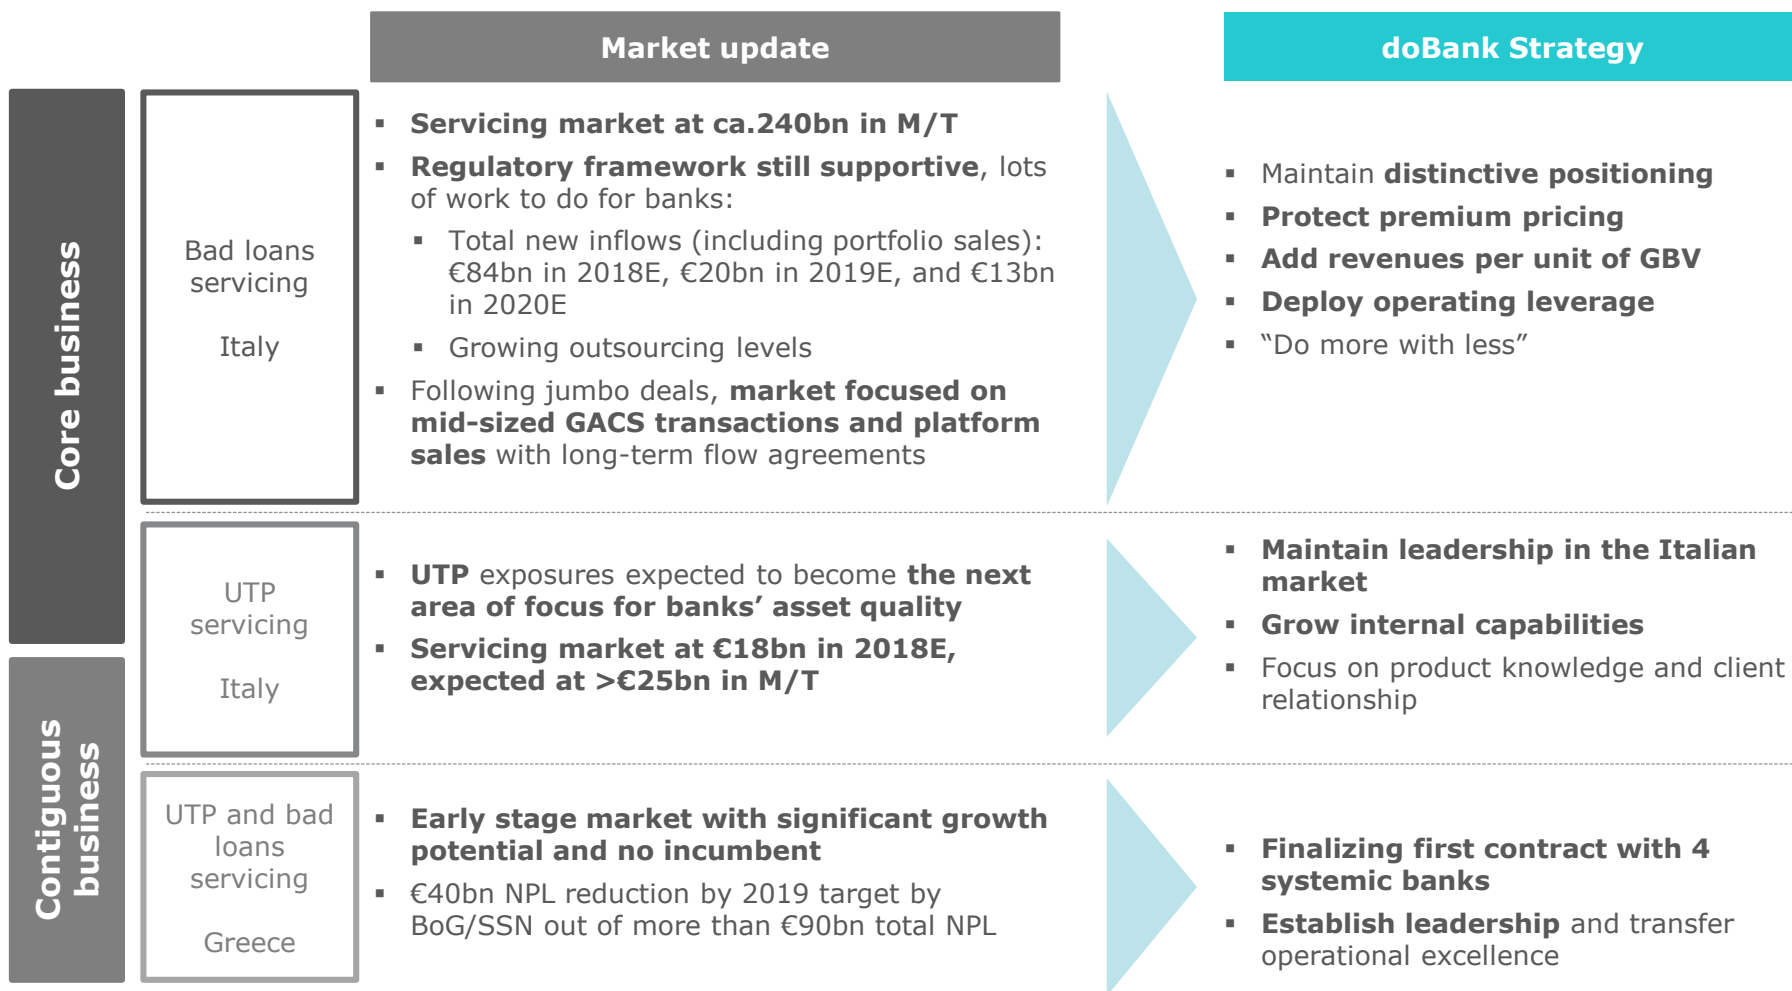 Market update
doBank Strategy
Core business
Bad loans
servicing
Italy
▪ Servicing market at ca.240bn in M/T
▪ Regulatory framework still supportive, lots
of work to do for banks:
▪ Total new inflows (including portfolio sales):
€84bn in 2018E, €20bn in 2019E, and €13bn
in 2020E
▪ Growing outsourcing levels
▪ Following jumbo deals, market focused on
mid-sized GACS transactions and platform
sales with long-term flow agreements
▪ Maintain distinctive positioning
▪ Protect premium pricing
▪ Add revenues per unit of GBV
▪ Deploy operating leverage
▪ “Do more with less”
UTP
servicing
Italy
▪ UTP exposures expected to become the next
area of focus for banks’ asset quality
▪ Servicing market at €18bn in 2018E,
expected at >€25bn in M/T
▪ Maintain leadership in the Italian
market
▪ Grow internal capabilities
▪ Focus on product knowledge and client
relationship
Contiguous
business
UTP and bad
loans
servicing
Greece
▪ Early stage market with significant growth
potential and no incumbent
▪ €40bn NPL reduction by 2019 target by
BoG/SSN out of more than €90bn total NPL
▪ Finalizing first contract with 4
systemic banks
▪ Establish leadership and transfer
operational excellence